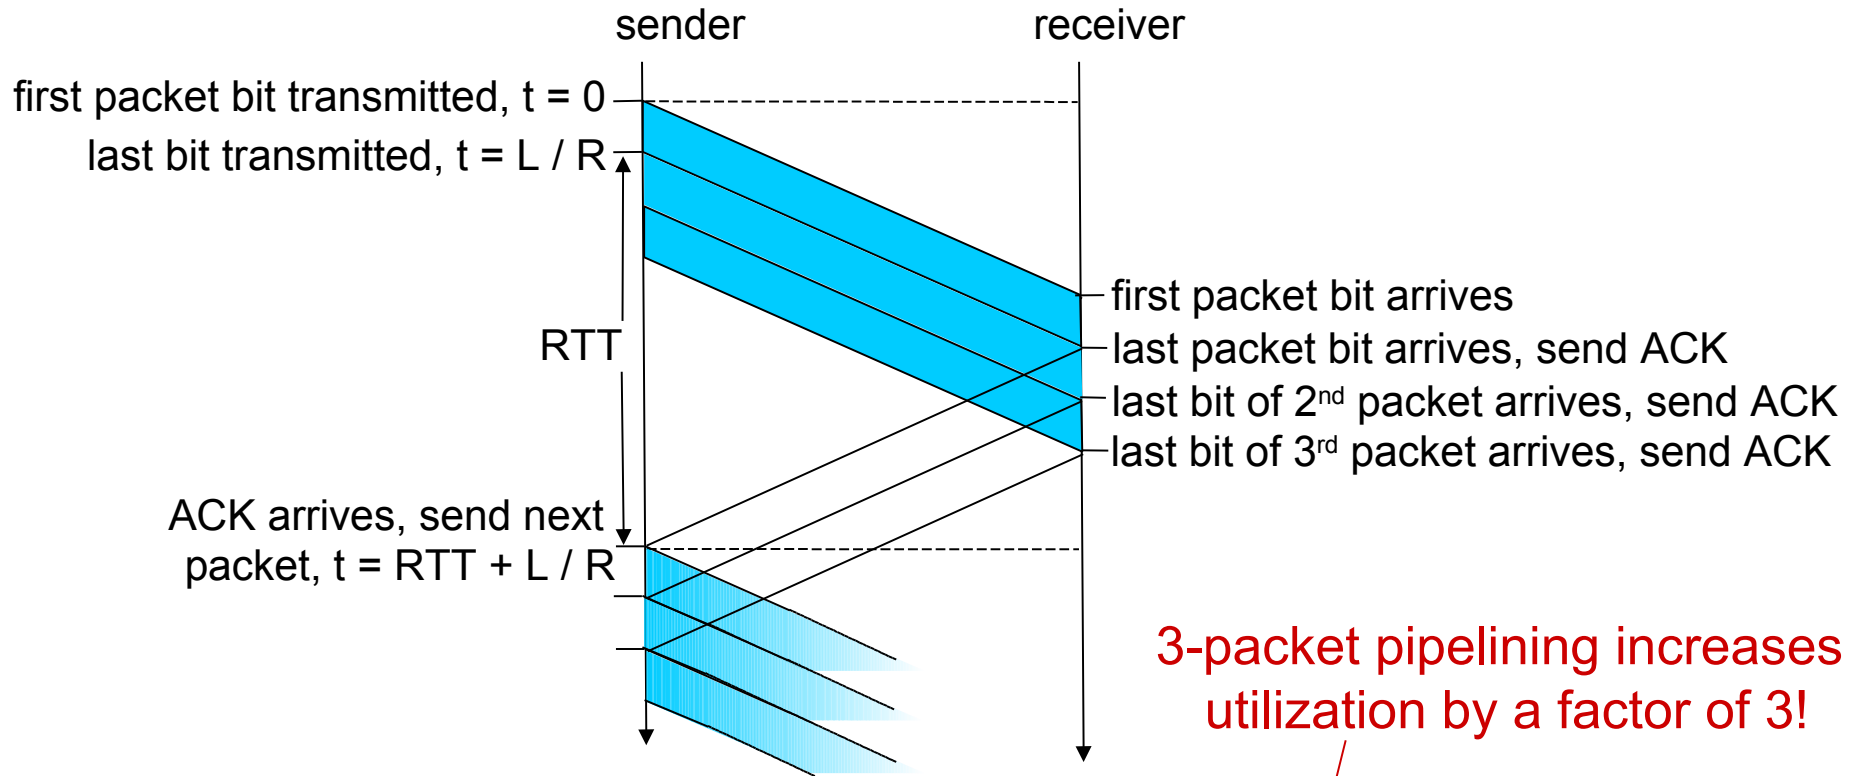 sender
receiver
first packet bit transmitted, t = 0
last bit transmitted, t = L / R
first packet bit arrives
RTT
last packet bit arrives, send ACK
last bit of 2nd packet arrives, send ACK
last bit of 3rd packet arrives, send ACK
ACK arrives, send next
packet, t = RTT + L / R
3-packet pipelining increases
utilization by a factor of 3!